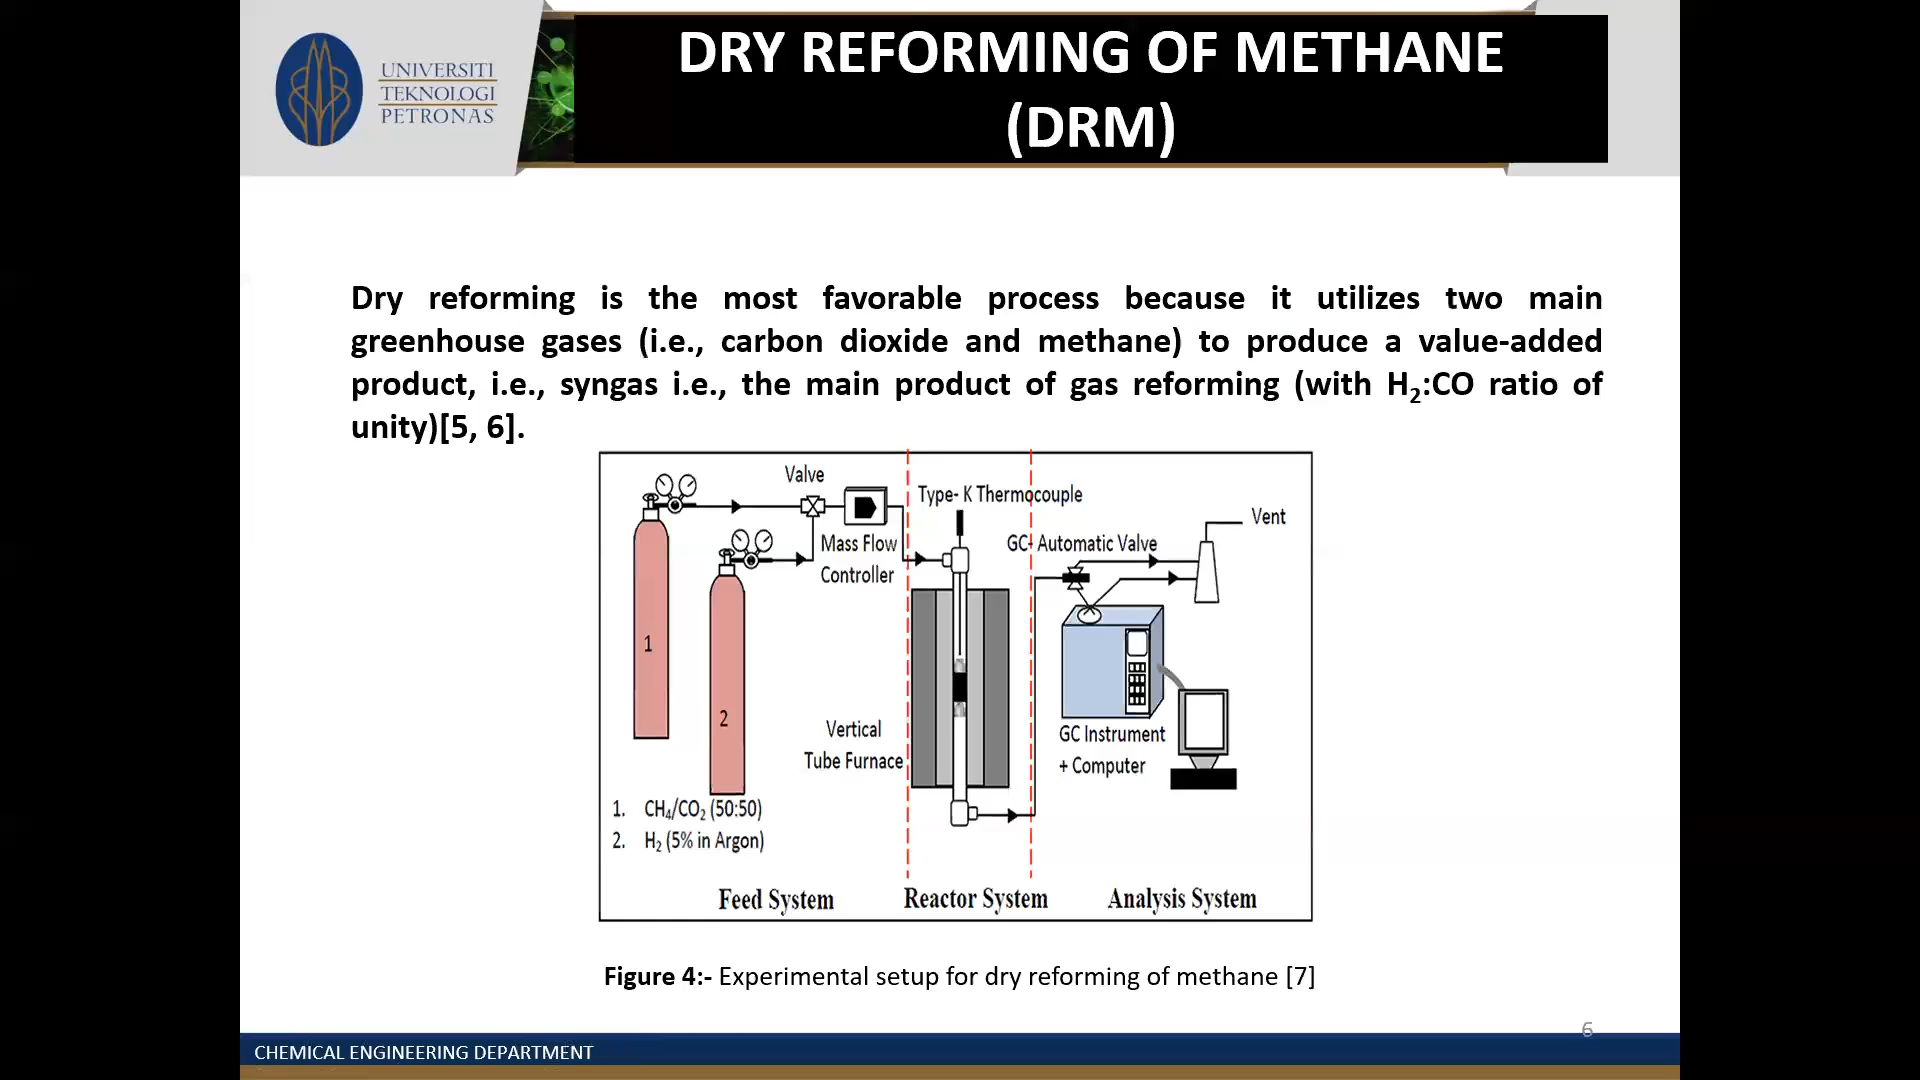 UNIVERSITI
TEKNOLOGI
PETRONAS
DRY REFORMING OF METHANE
(DRM)
Dry reforming is the most favorable process because it utilizes two main
greenhouse gases (i.e., carbon dioxide and methane) to produce a value-added
product, i.e., syngas i.e., the main product of gas reforming (with H₂:CO ratio of
unity)[5, 6].
Valve
Mass Flow
Controller
Type- K Thermocouple
GC- Automatic Valve
Vent
1
2
Vertical
Tube Furnace
GC Instrument
+ Computer
1. CH₄/CO₂ (50:50)
2. H₂ (5% in Argon)
Feed System
Reactor System
Analysis System
Figure 4:- Experimental setup for dry reforming of methane [7]
6
CHEMICAL ENGINEERING DEPARTMENT